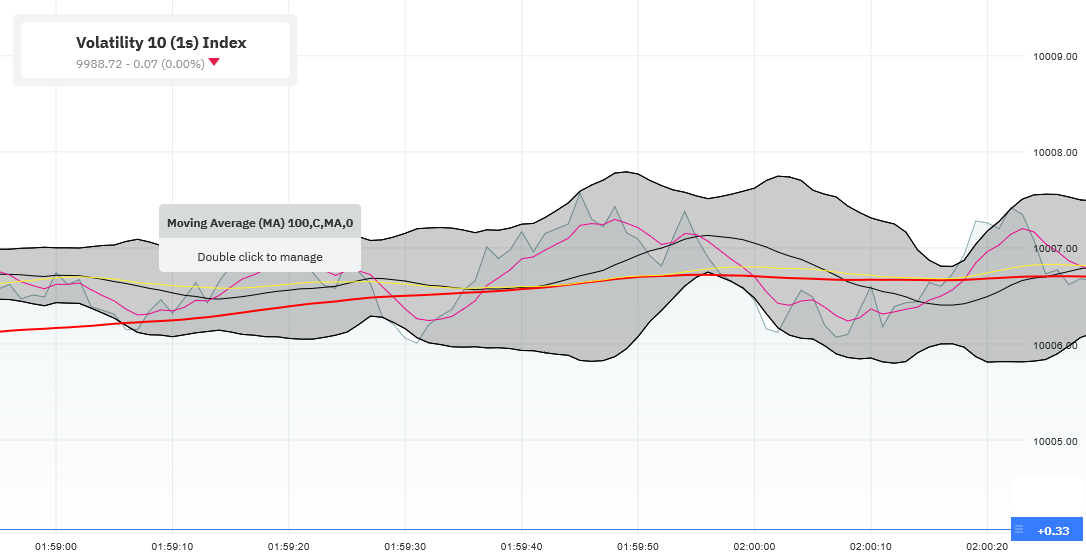 Volatility 10 (1s) Index
9988.72 - 0.07 (0.00%)
10009.00
10008.00
Moving Average (MA) 100,C,MA,0
Double click to manage
10007.00
10006.00
10005.00
+0.33
01:59:00 01:59:10 01:59:20 01:59:30 01:59:40 01:59:50 02:00:00 02:00:10 02:00:20